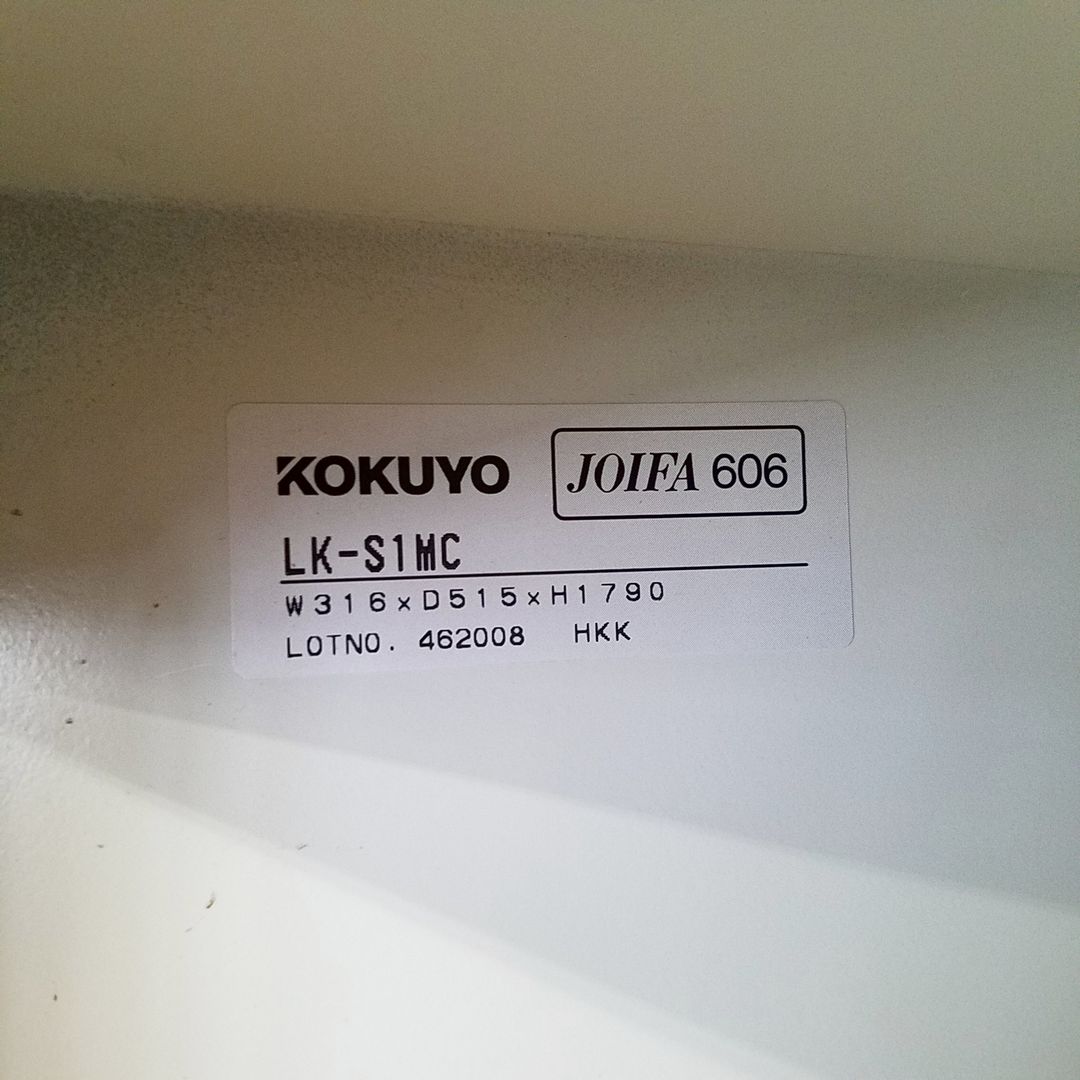 KOKUYO JOIFA 606
LK-S1MC
W316×D515×H1790
LOTNO. 462008 HKK